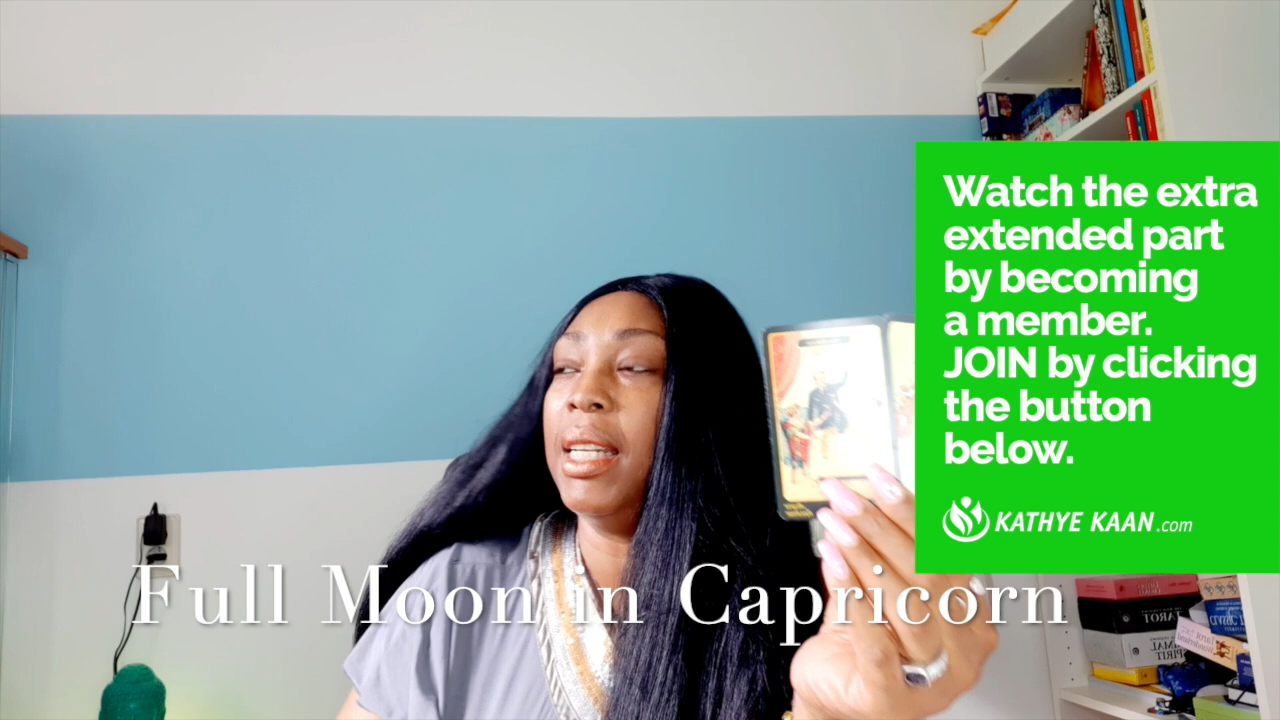 Watch the extra
extended part
by becoming
a member.
JOIN by clicking
the button
below.
KATHYE KAAN.com
Full Moon in Capricorn
TAROT